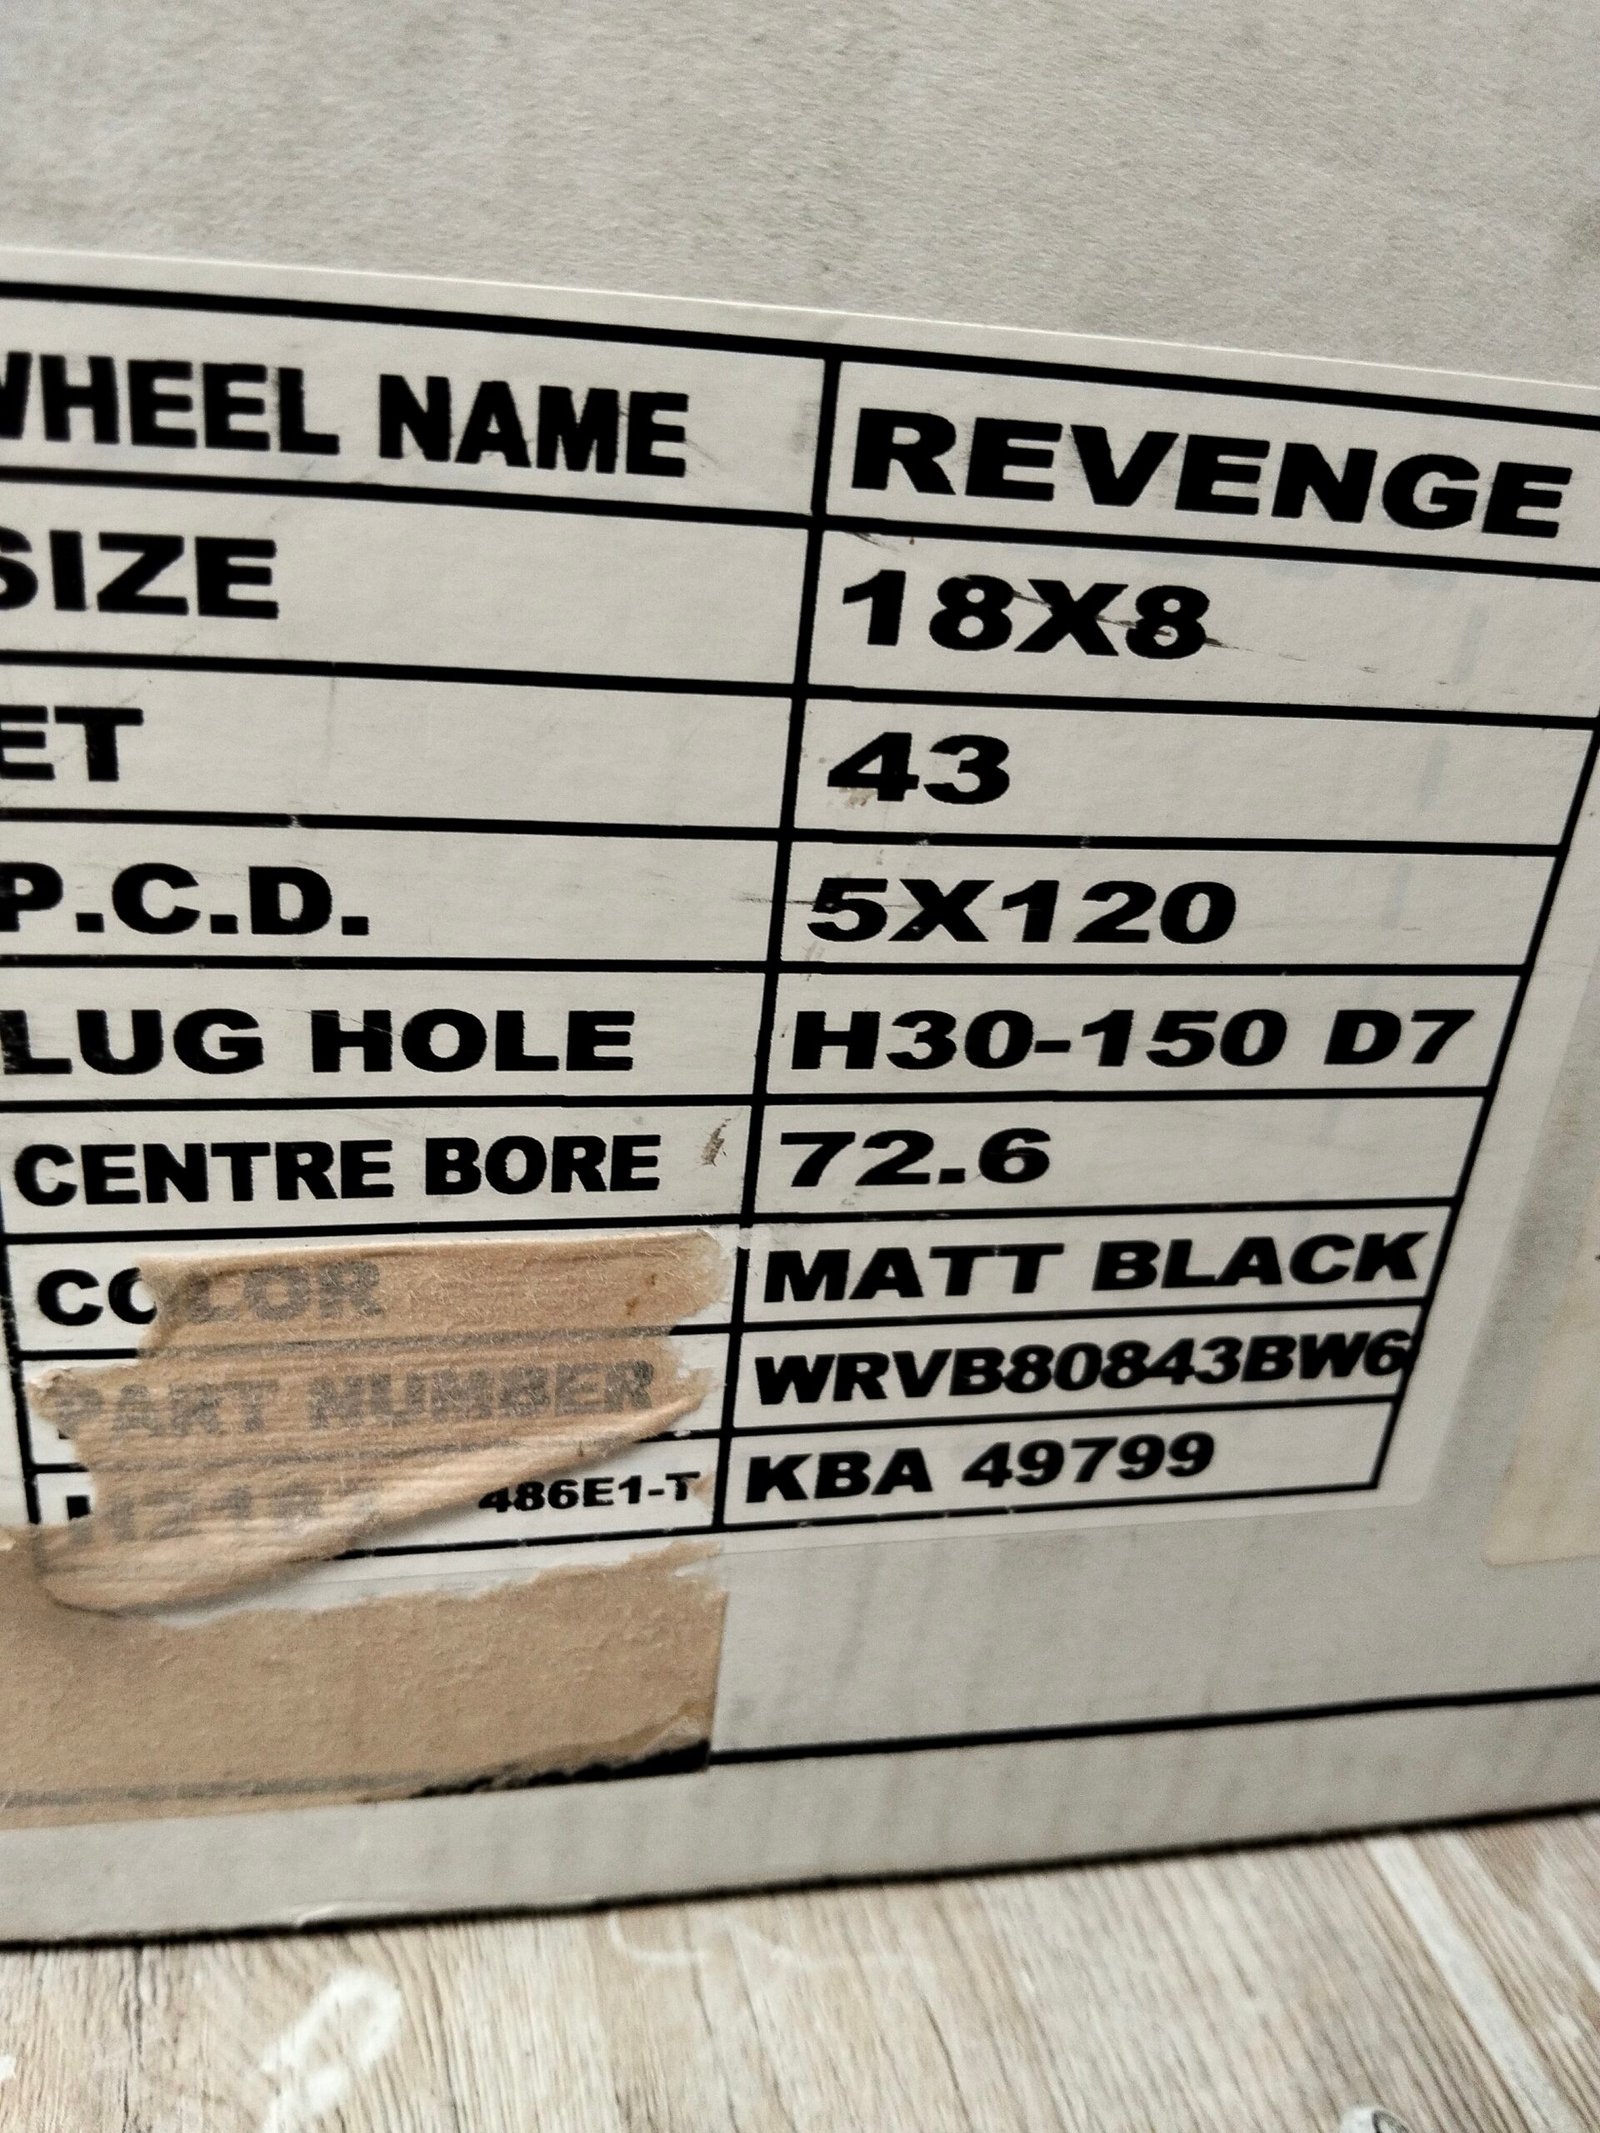 WHEEL NAME REVENGE
SIZE 18X8
ET 43
P.C.D. 5X120
LUG HOLE H30-150 D7
CENTRE BORE 72.6
COLOR MATT BLACK
PART NUMBER WRVB80843BW6
486E1-T KBA 49799